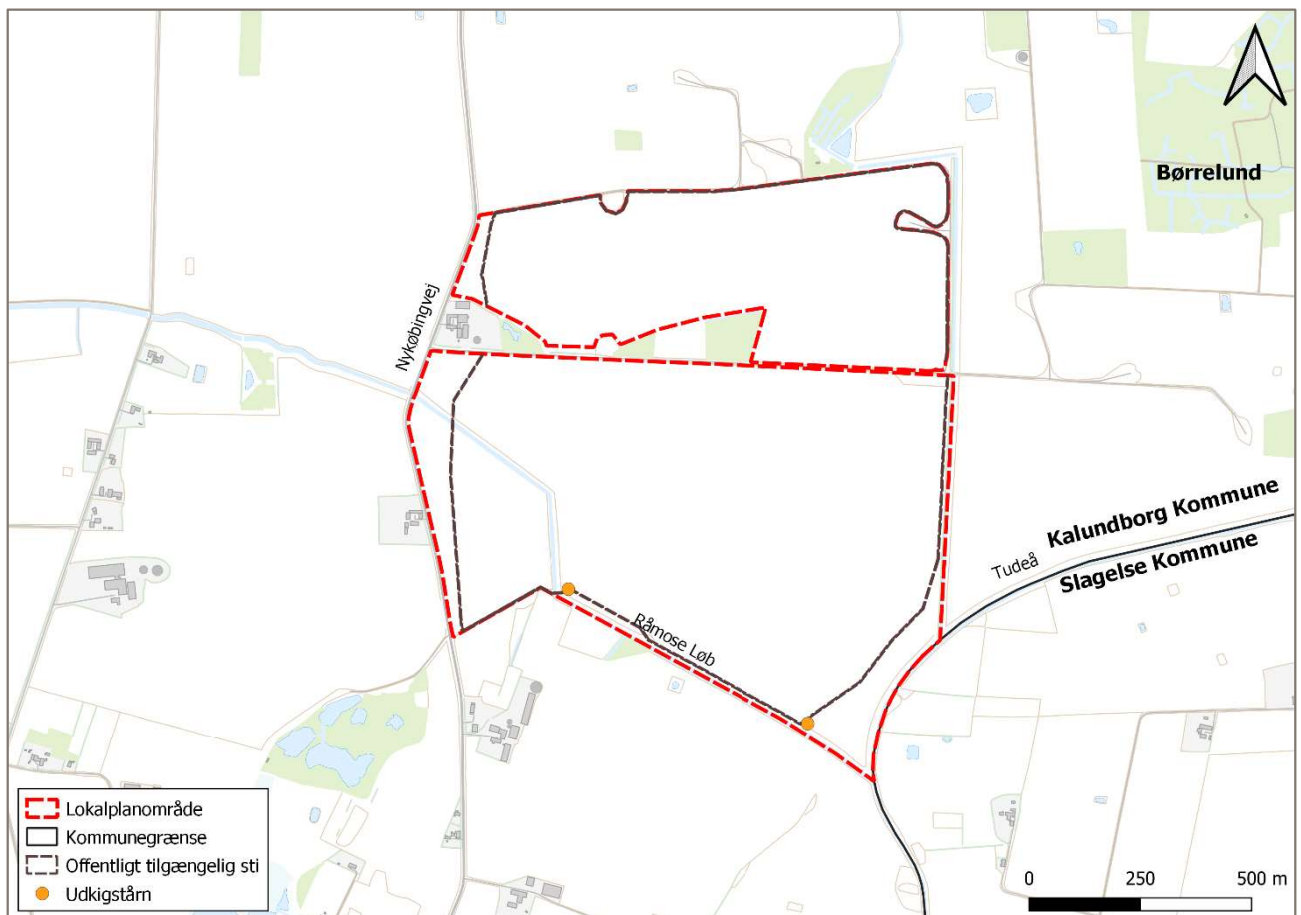 Børrelund
Nykøbingvej
Kalundborg Kommune
Tudeå
Slagelse Kommune
Råmose Løb
Lokalplanområde
Kommunegrænse
Offentligt tilgængelig sti
Udkigstårn
0 250 500 m